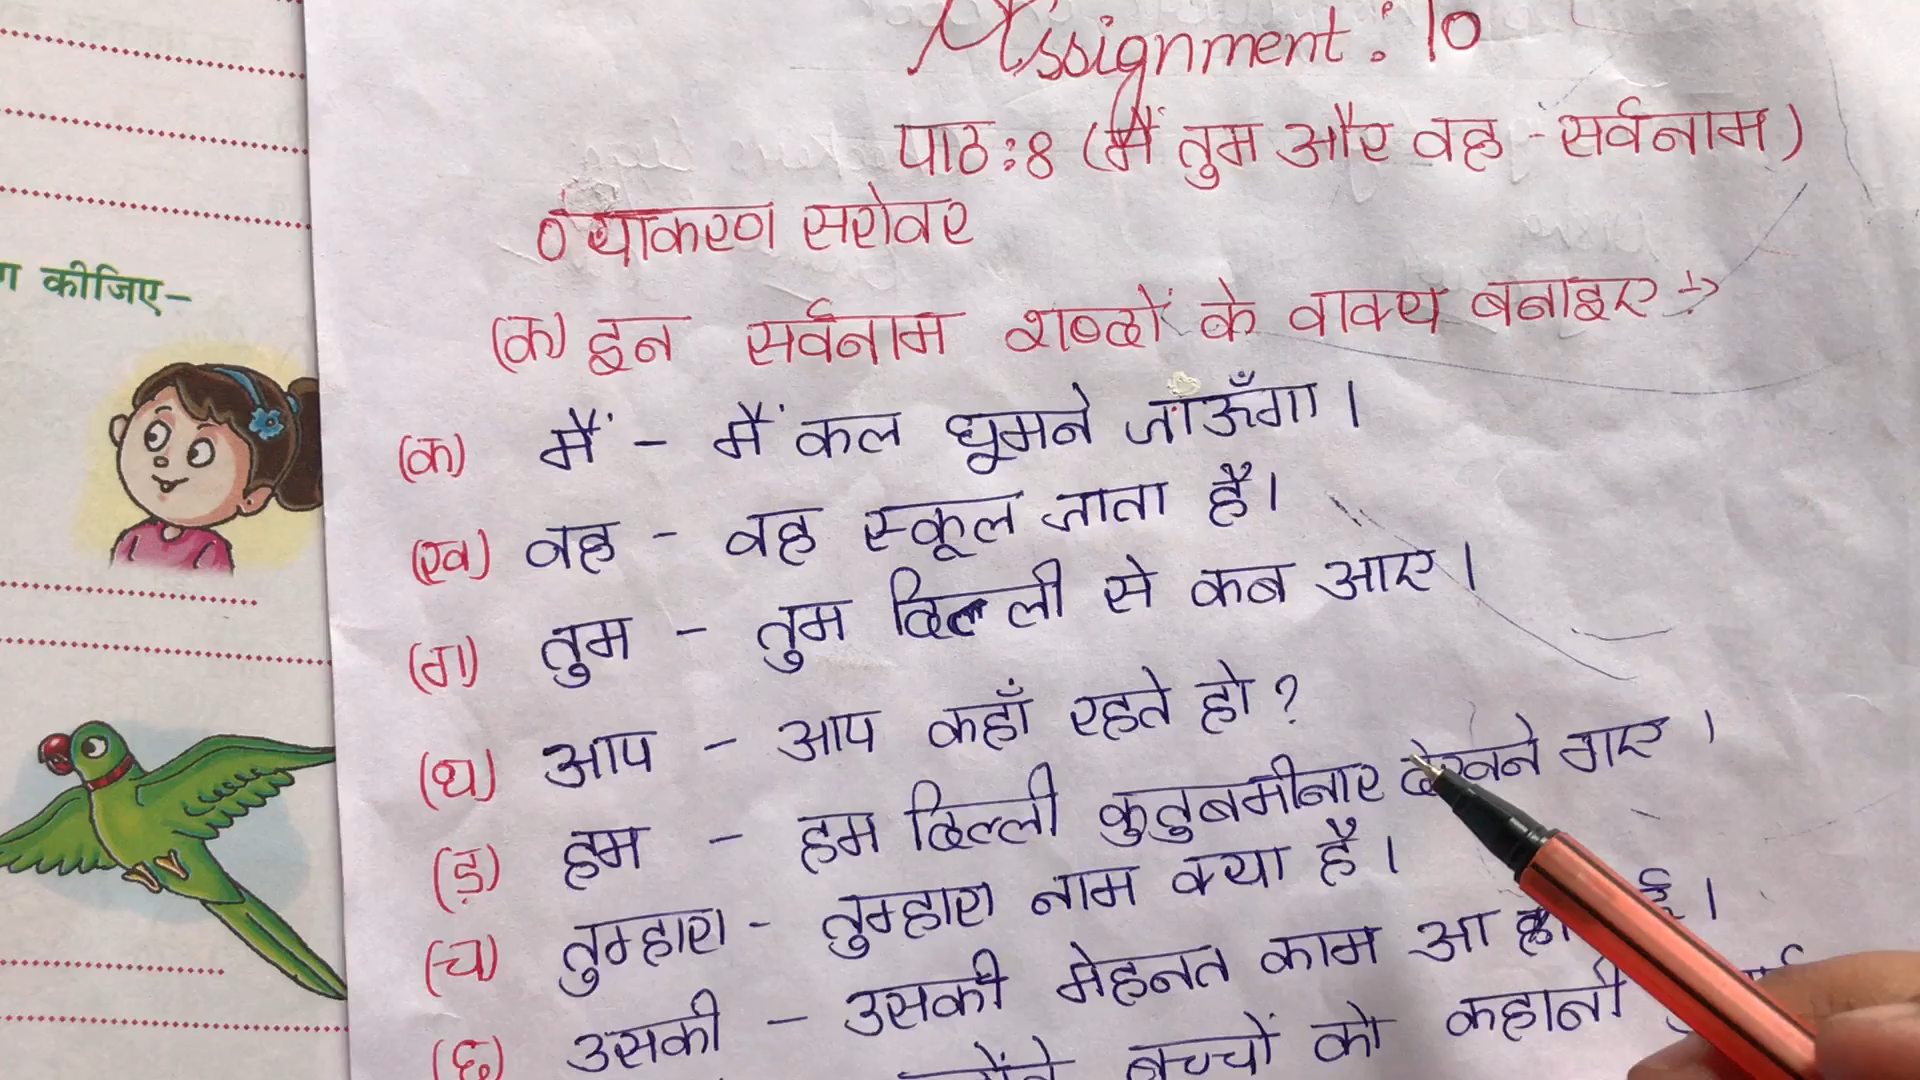 Assignment : 10
पाठ : 8 (मैं तुम और वह - सर्वनाम)
व्याकरण सरोवर
(क) इन सर्वनाम शब्दों के वाक्य बनाइए →
(क) मैं - मैं कल घूमने जाऊँगा ।
(ख) वह - वह स्कूल जाता है ।
(ग) तुम - तुम दिल्ली से कब आए ।
(घ) आप - आप कहाँ रहते हो ?
(ड़) हम - हम दिल्ली कुतुबमीनार देखने गाए ।
(च) तुम्हारा - तुम्हारा नाम क्या है ।
(छ) उसकी - उसकी मेहनत काम आ
बच्चों को कहानी
कीजिए-